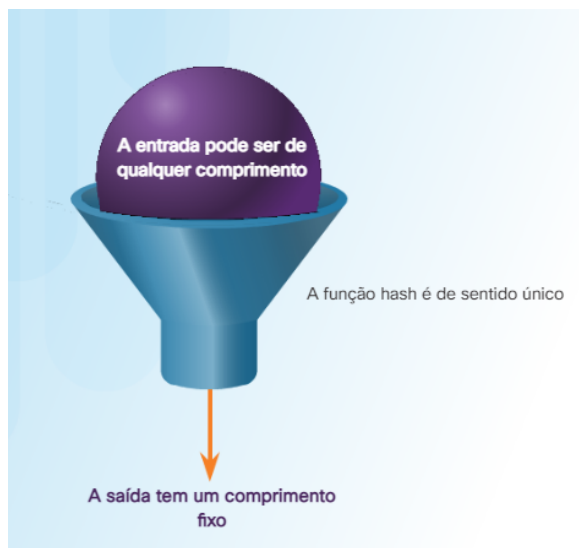 A entrada pode ser de
qualquer comprimento
A função hash é de sentido único
A saída tem um comprimento
fixo